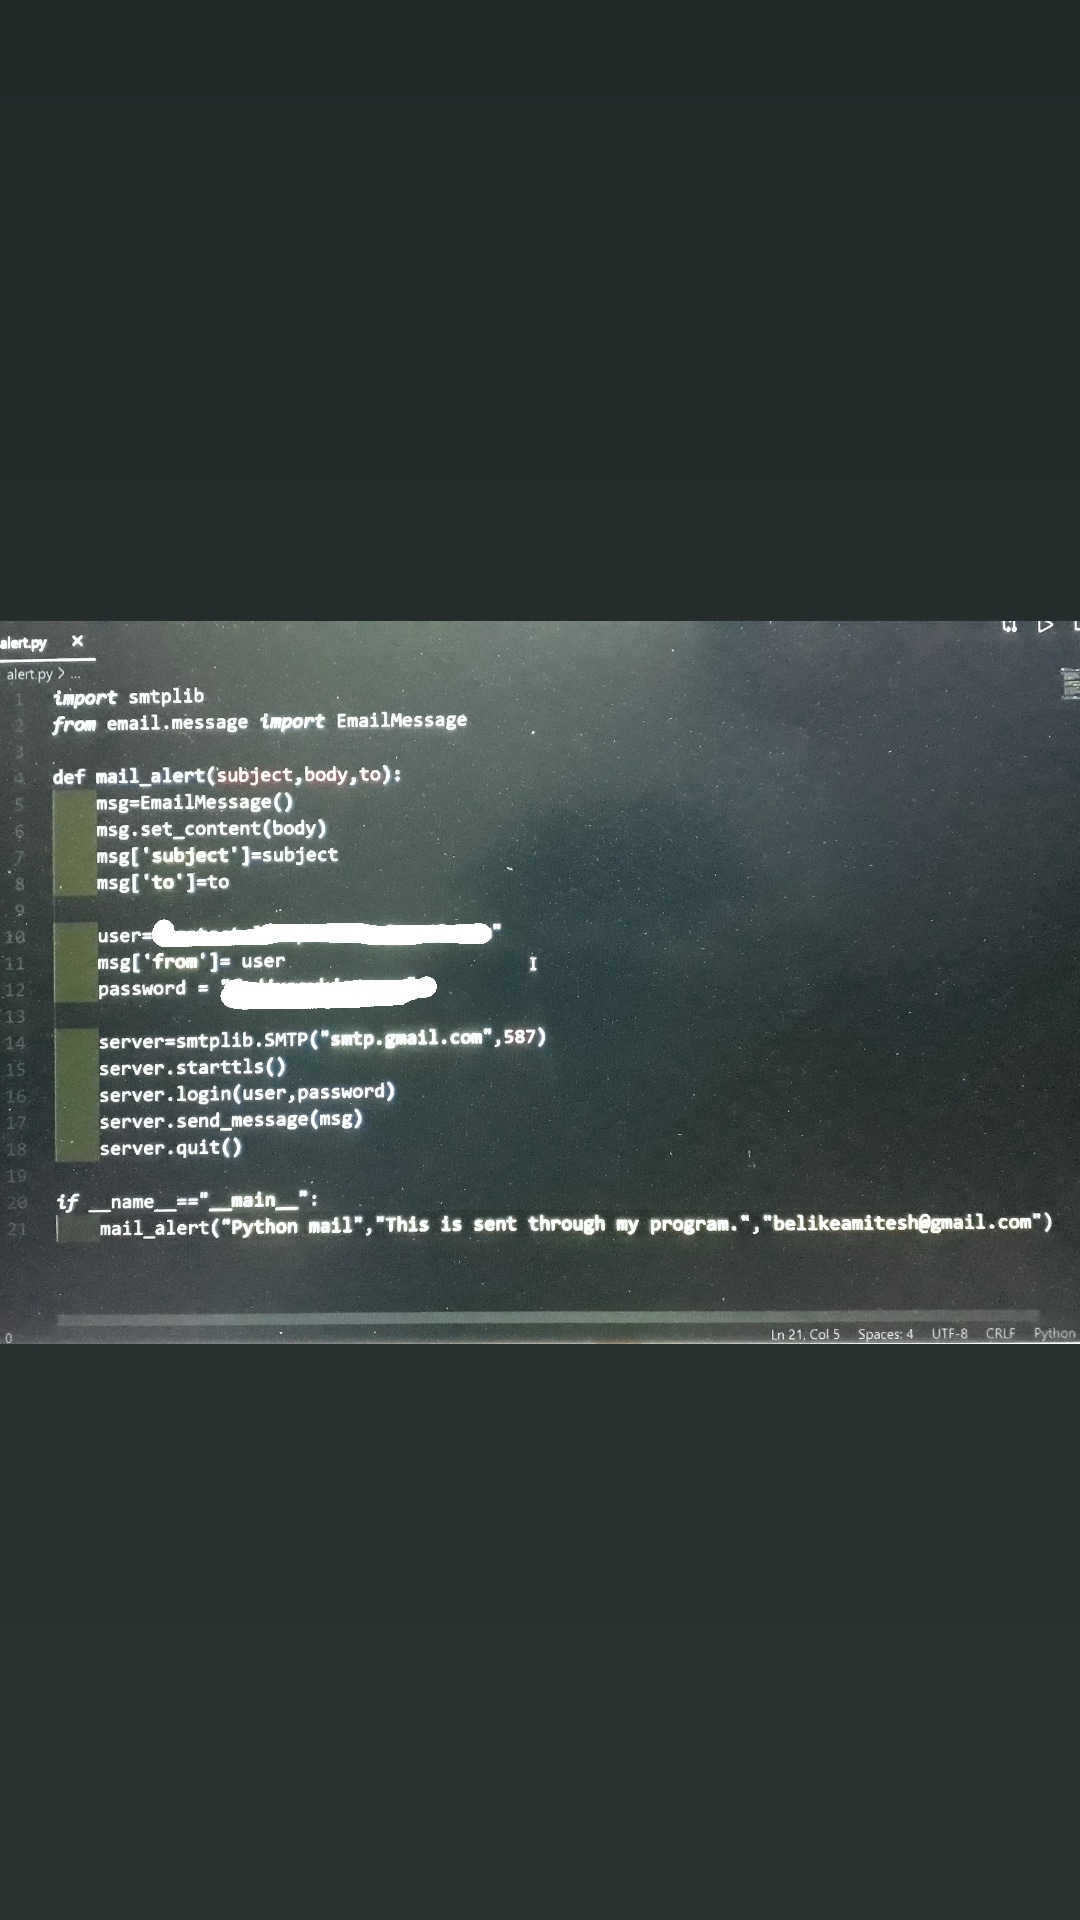 alert.py ×
alert.py > ...
1 import smtplib
2 from email.message import EmailMessage
3
4 def mail_alert(subject,body,to):
5 msg=EmailMessage()
6 msg.set_content(body)
7 msg['subject']=subject
8 msg['to']=to
9
10 user= "
11 msg['from']= user
12 password = "
13
14 server=smtplib.SMTP("smtp.gmail.com",587)
15 server.starttls()
16 server.login(user,password)
17 server.send_message(msg)
18 server.quit()
19
20 if __name__=="__main__":
21 mail_alert("Python mail","This is sent through my program.","belikeamitesh@gmail.com")
0 Ln 21, Col 5 Spaces: 4 UTF-8 CRLF Python